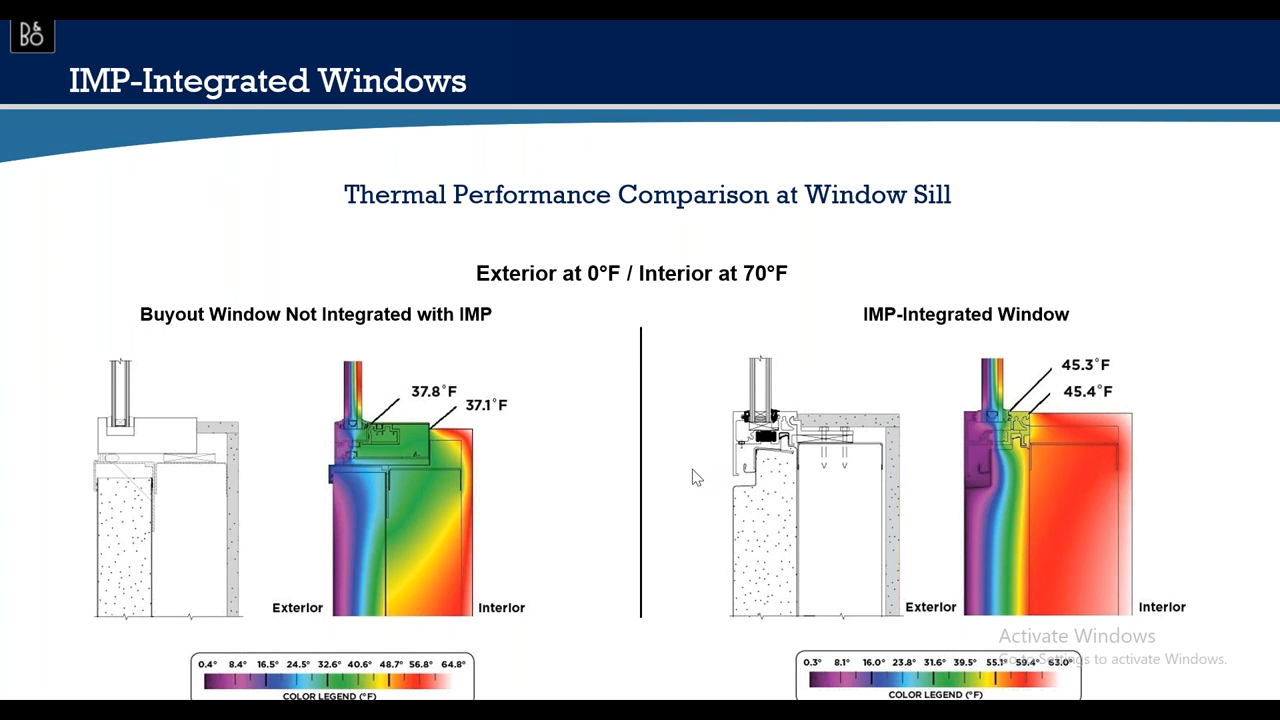 B&O
IMP-Integrated Windows
Thermal Performance Comparison at Window Sill
Exterior at 0°F / Interior at 70°F
Buyout Window Not Integrated with IMP
IMP-Integrated Window
37.8°F
37.1°F
45.3°F
45.4°F
Exterior
Interior
Exterior
Interior
Activate Windows
Go to Settings to activate Windows.
0.4° 8.4° 16.5° 24.5° 32.6° 40.6° 48.7° 56.8° 64.8°
COLOR LEGEND (°F)
0.3° 8.1° 16.0° 23.8° 31.6° 39.5° 55.1° 59.4° 63.0°
COLOR LEGEND (°F)